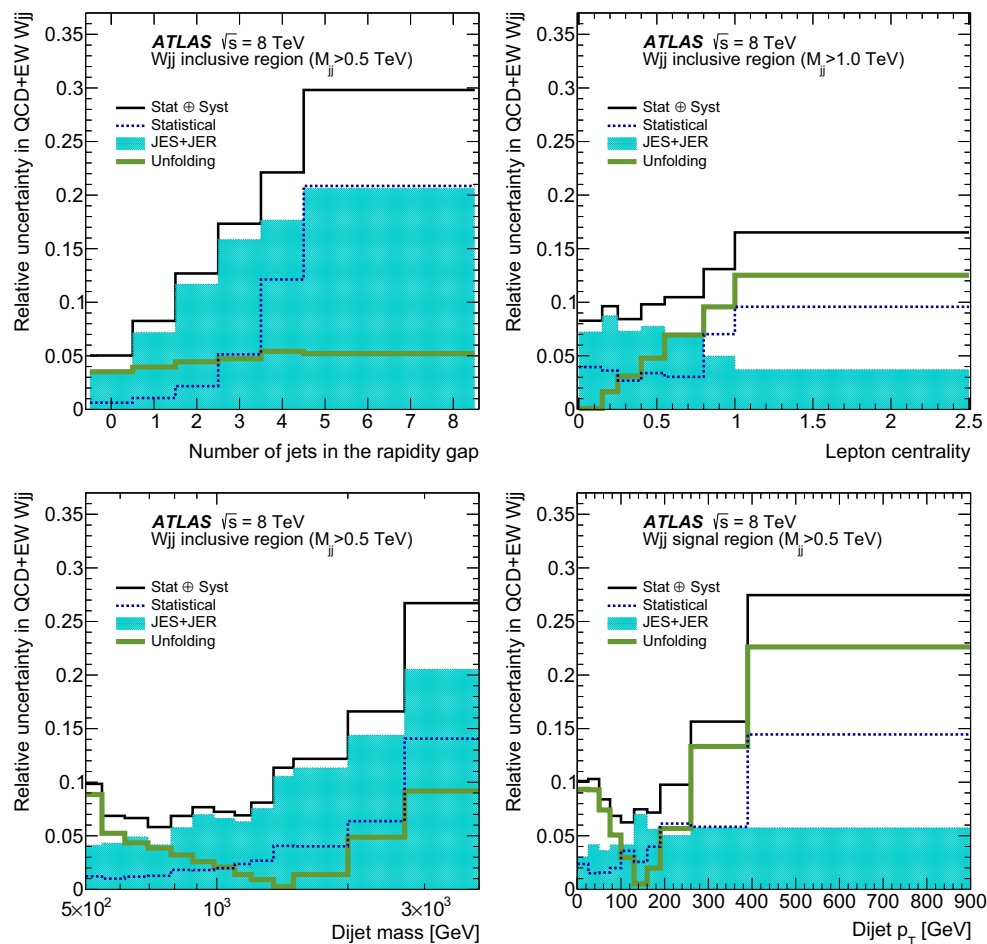 Relative uncertainty in QCD+EW Wjj
0.35
0.3
0.25
0.2
0.15
0.1
0.05
0
ATLAS √s = 8 TeV
Wjj inclusive region (Mjj>0.5 TeV)
Stat ⊕ Syst
Statistical
JES+JER
Unfolding
0 1 2 3 4 5 6 7 8
Number of jets in the rapidity gap
Relative uncertainty in QCD+EW Wjj
0.35
0.3
0.25
0.2
0.15
0.1
0.05
0
ATLAS √s = 8 TeV
Wjj inclusive region (Mjj>1.0 TeV)
Stat ⊕ Syst
Statistical
JES+JER
Unfolding
0 0.5 1 1.5 2 2.5
Lepton centrality
Relative uncertainty in QCD+EW Wjj
0.35
0.3
0.25
0.2
0.15
0.1
0.05
0
ATLAS √s = 8 TeV
Wjj inclusive region (Mjj>0.5 TeV)
Stat ⊕ Syst
Statistical
JES+JER
Unfolding
5×10² 10³ 3×10³
Dijet mass [GeV]
Relative uncertainty in QCD+EW Wjj
0.35
0.3
0.25
0.2
0.15
0.1
0.05
0
ATLAS √s = 8 TeV
Wjj signal region (Mjj>0.5 TeV)
Stat ⊕ Syst
Statistical
JES+JER
Unfolding
0 100 200 300 400 500 600 700 800 900
Dijet pT [GeV]